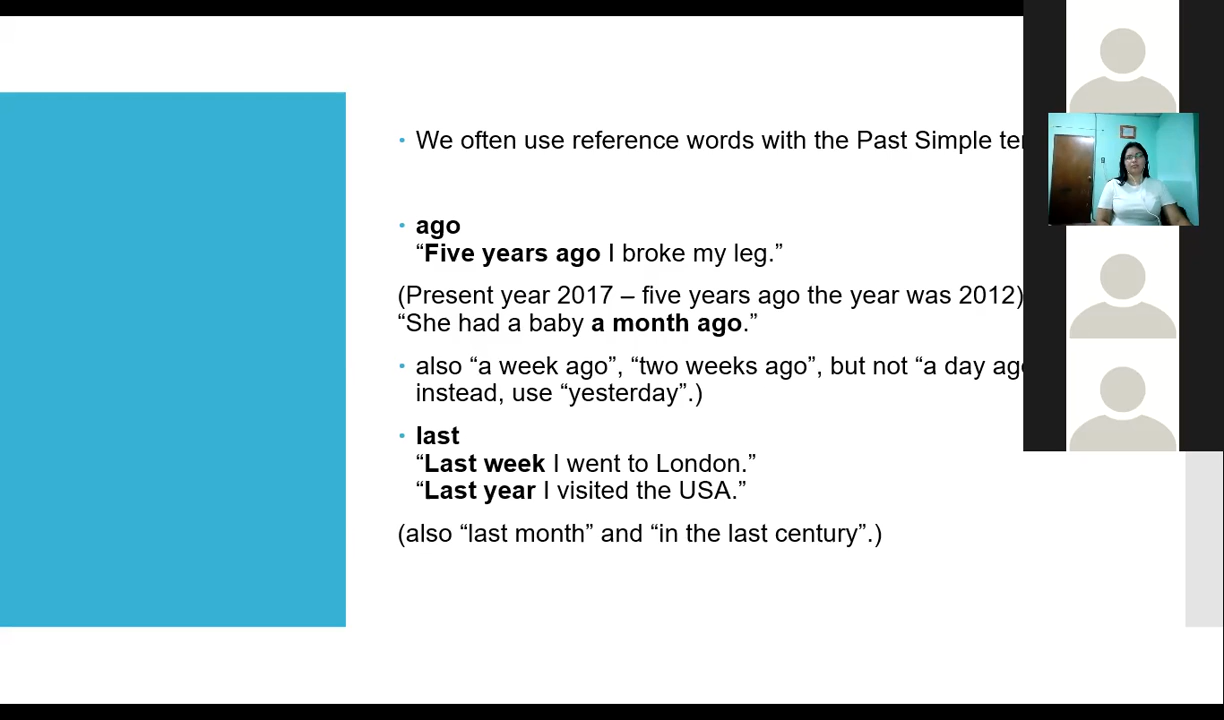 • We often use reference words with the Past Simple
• ago
“Five years ago I broke my leg.”
(Present year 2017 – five years ago the year was 2012)
“She had a baby a month ago.”
• also “a week ago”, “two weeks ago”, but not “a day
instead, use “yesterday”.)
• last
“Last week I went to London.”
“Last year I visited the USA.”
(also “last month” and “in the last century”.)